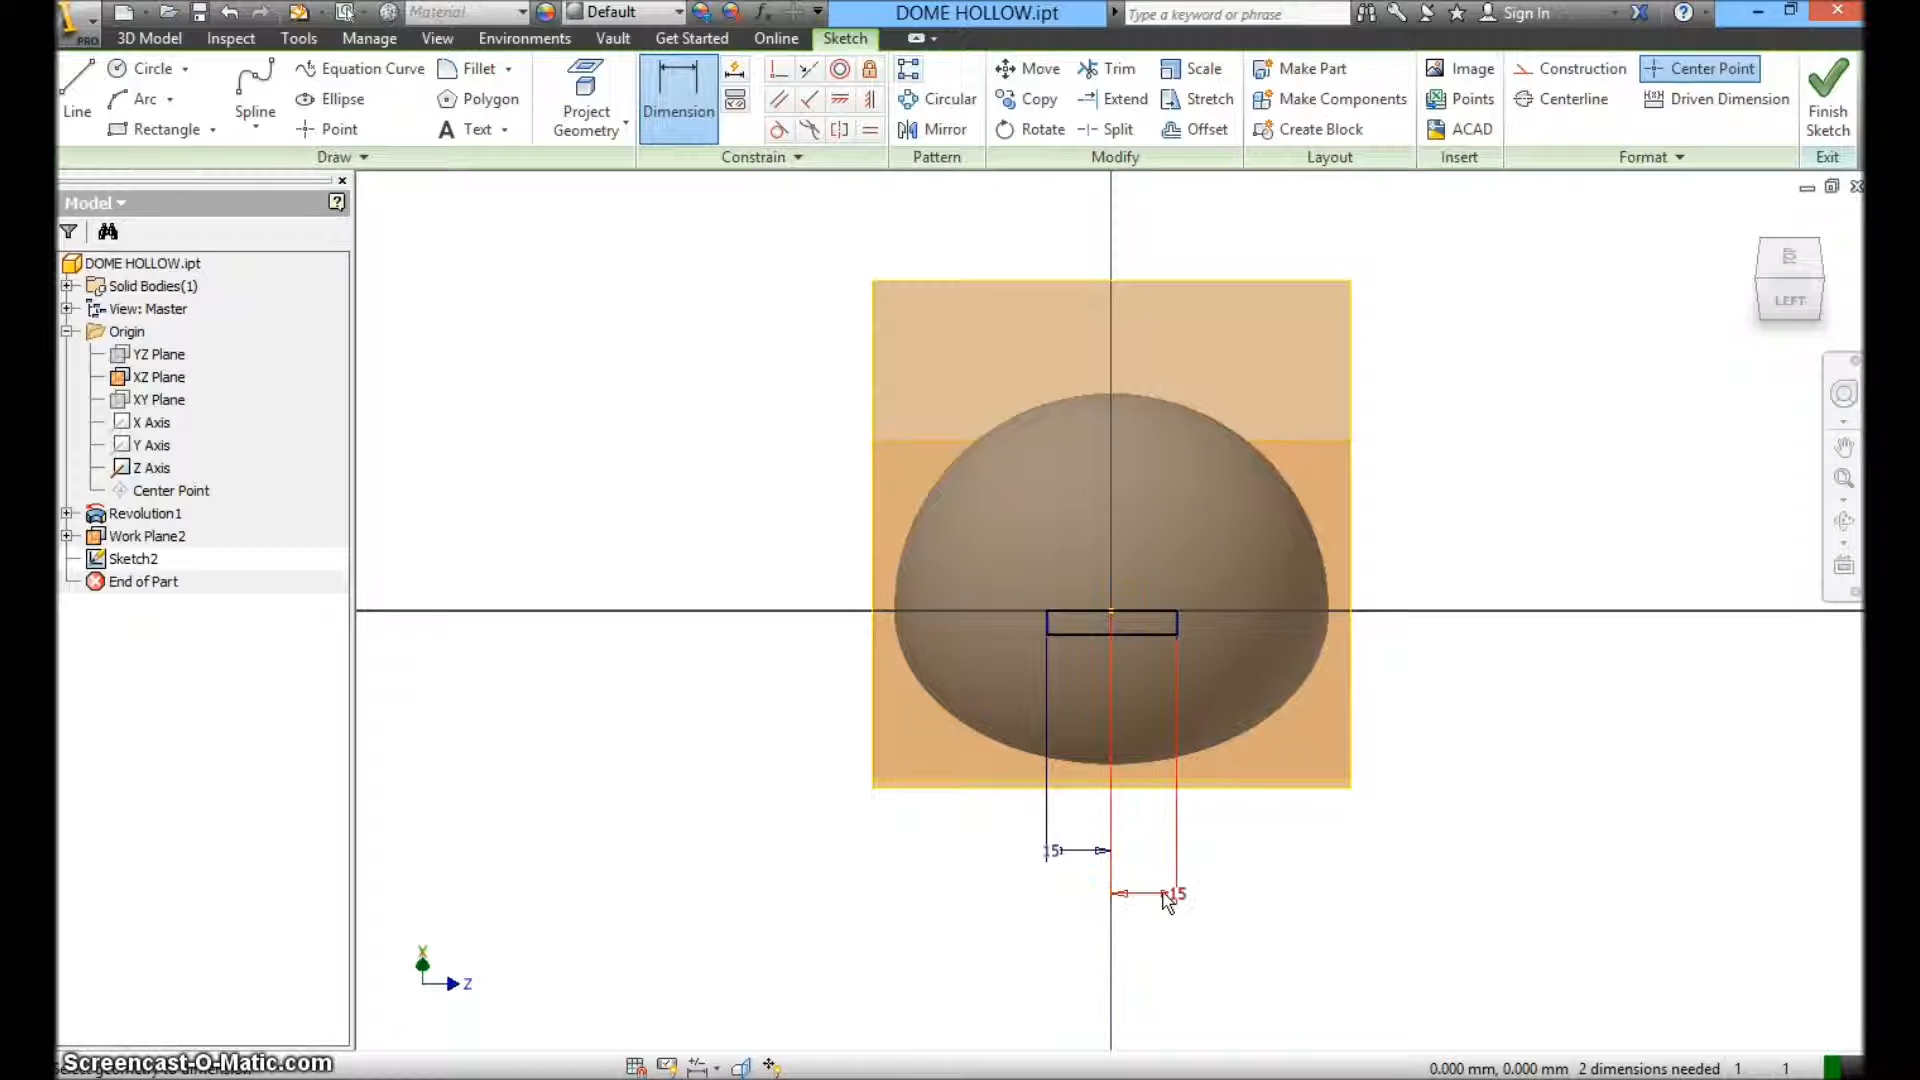 Material
Default
DOME HOLLOW.ipt
Type a keyword or phrase
Sign In
PRO
3D Model
Inspect
Tools
Manage
View
Environments
Vault
Get Started
Online
Sketch
Line
Circle
Arc
Rectangle
Spline
Equation Curve
Ellipse
Point
Fillet
Polygon
A Text
Project Geometry
Dimension
Circular
Mirror
Move
Copy
Rotate
Trim
Extend
Split
Scale
Stretch
Offset
Make Part
Make Components
Create Block
Image
Points
ACAD
Construction
Centerline
Center Point
Driven Dimension
Finish Sketch
Draw
Constrain
Pattern
Modify
Layout
Insert
Format
Exit
Model
DOME HOLLOW.ipt
Solid Bodies(1)
View: Master
Origin
YZ Plane
XZ Plane
XY Plane
X Axis
Y Axis
Z Axis
Center Point
Revolution1
Work Plane2
Sketch2
End of Part
LEFT
15
15
X
Z
Screencast-O-Matic.com
0.000 mm, 0.000 mm 2 dimensions needed 1 1